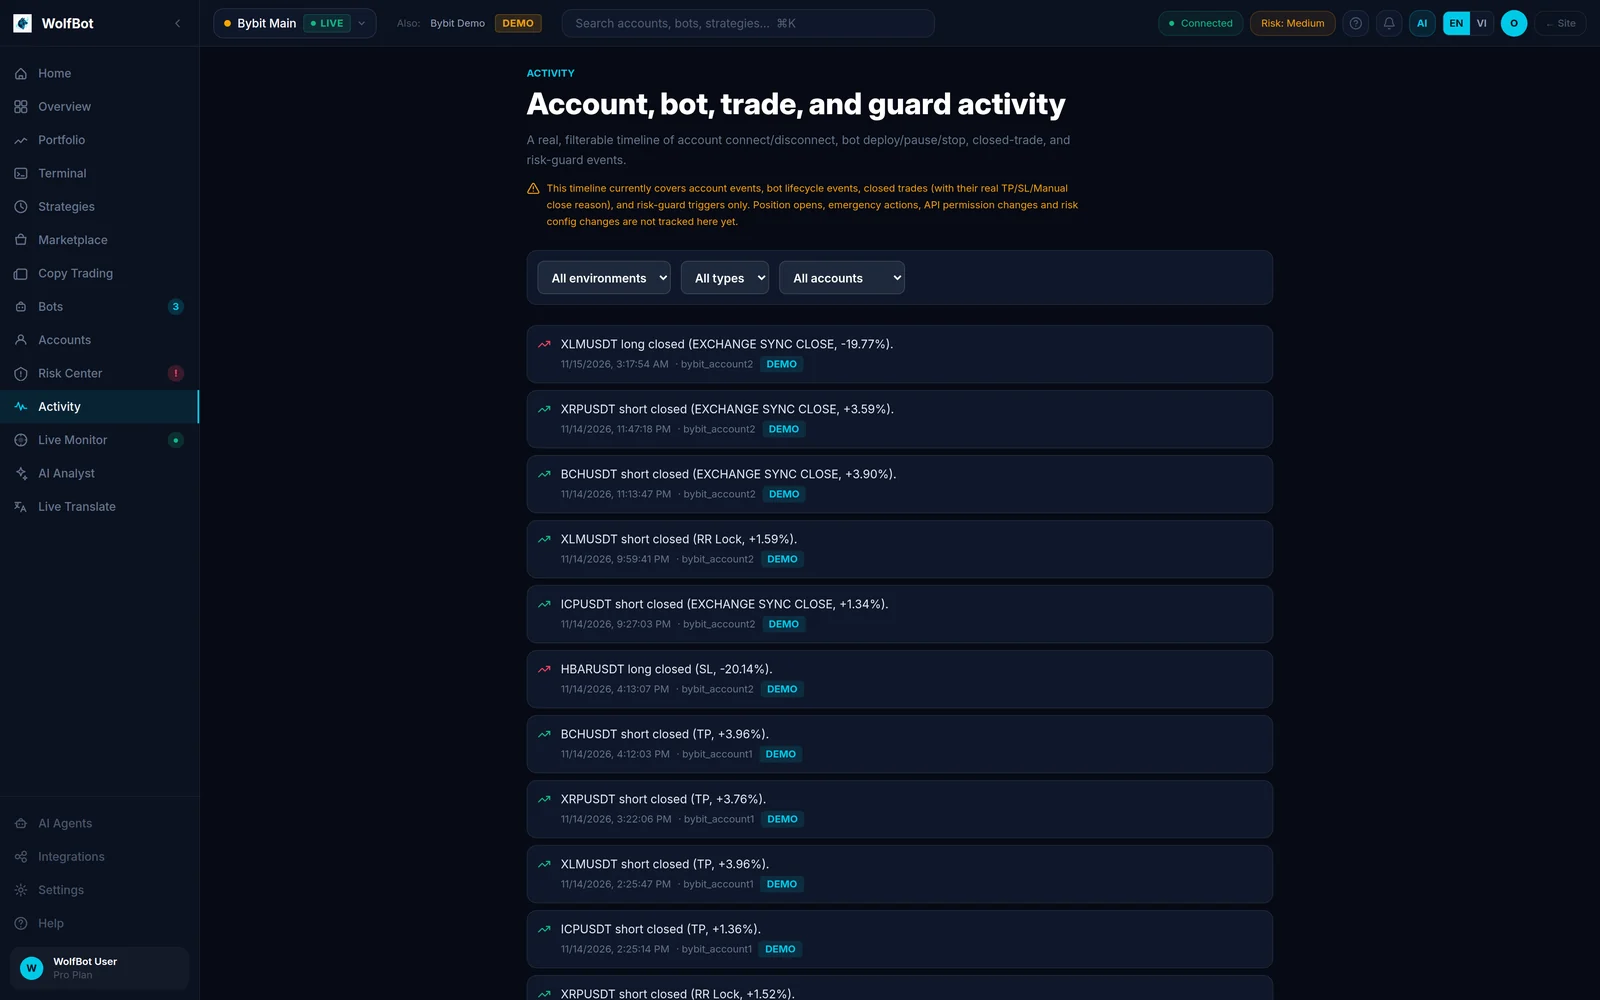 WolfBot
Bybit Main
LIVE
Also:
Bybit Demo
DEMO
Search accounts, bots, strategies... ⌘K
Connected
Risk: Medium
AI
EN
VI
O
← Site
Home
Overview
Portfolio
Terminal
Strategies
Marketplace
Copy Trading
Bots
3
Accounts
Risk Center
!
Activity
Live Monitor
AI Analyst
Live Translate
AI Agents
Integrations
Settings
Help
W
WolfBot User
Pro Plan
ACTIVITY
Account, bot, trade, and guard activity
A real, filterable timeline of account connect/disconnect, bot deploy/pause/stop, closed-trade, and
risk-guard events.
This timeline currently covers account events, bot lifecycle events, closed trades (with their real TP/SL/Manual
close reason), and risk-guard triggers only. Position opens, emergency actions, API permission changes and risk
config changes are not tracked here yet.
All environments
All types
All accounts
XLMUSDT long closed (EXCHANGE SYNC CLOSE, -19.77%).
11/15/2026, 3:17:54 AM · bybit_account2 DEMO
XRPUSDT short closed (EXCHANGE SYNC CLOSE, +3.59%).
11/14/2026, 11:47:18 PM · bybit_account2 DEMO
BCHUSDT short closed (EXCHANGE SYNC CLOSE, +3.90%).
11/14/2026, 11:13:47 PM · bybit_account2 DEMO
XLMUSDT short closed (RR Lock, +1.59%).
11/14/2026, 9:59:41 PM · bybit_account2 DEMO
ICPUSDT short closed (EXCHANGE SYNC CLOSE, +1.34%).
11/14/2026, 9:27:03 PM · bybit_account2 DEMO
HBARUSDT long closed (SL, -20.14%).
11/14/2026, 4:13:07 PM · bybit_account2 DEMO
BCHUSDT short closed (TP, +3.96%).
11/14/2026, 4:12:03 PM · bybit_account1 DEMO
XRPUSDT short closed (TP, +3.76%).
11/14/2026, 3:22:06 PM · bybit_account1 DEMO
XLMUSDT short closed (TP, +3.96%).
11/14/2026, 2:25:47 PM · bybit_account1 DEMO
ICPUSDT short closed (TP, +1.36%).
11/14/2026, 2:25:14 PM · bybit_account1 DEMO
XRPUSDT short closed (RR Lock, +1.52%).